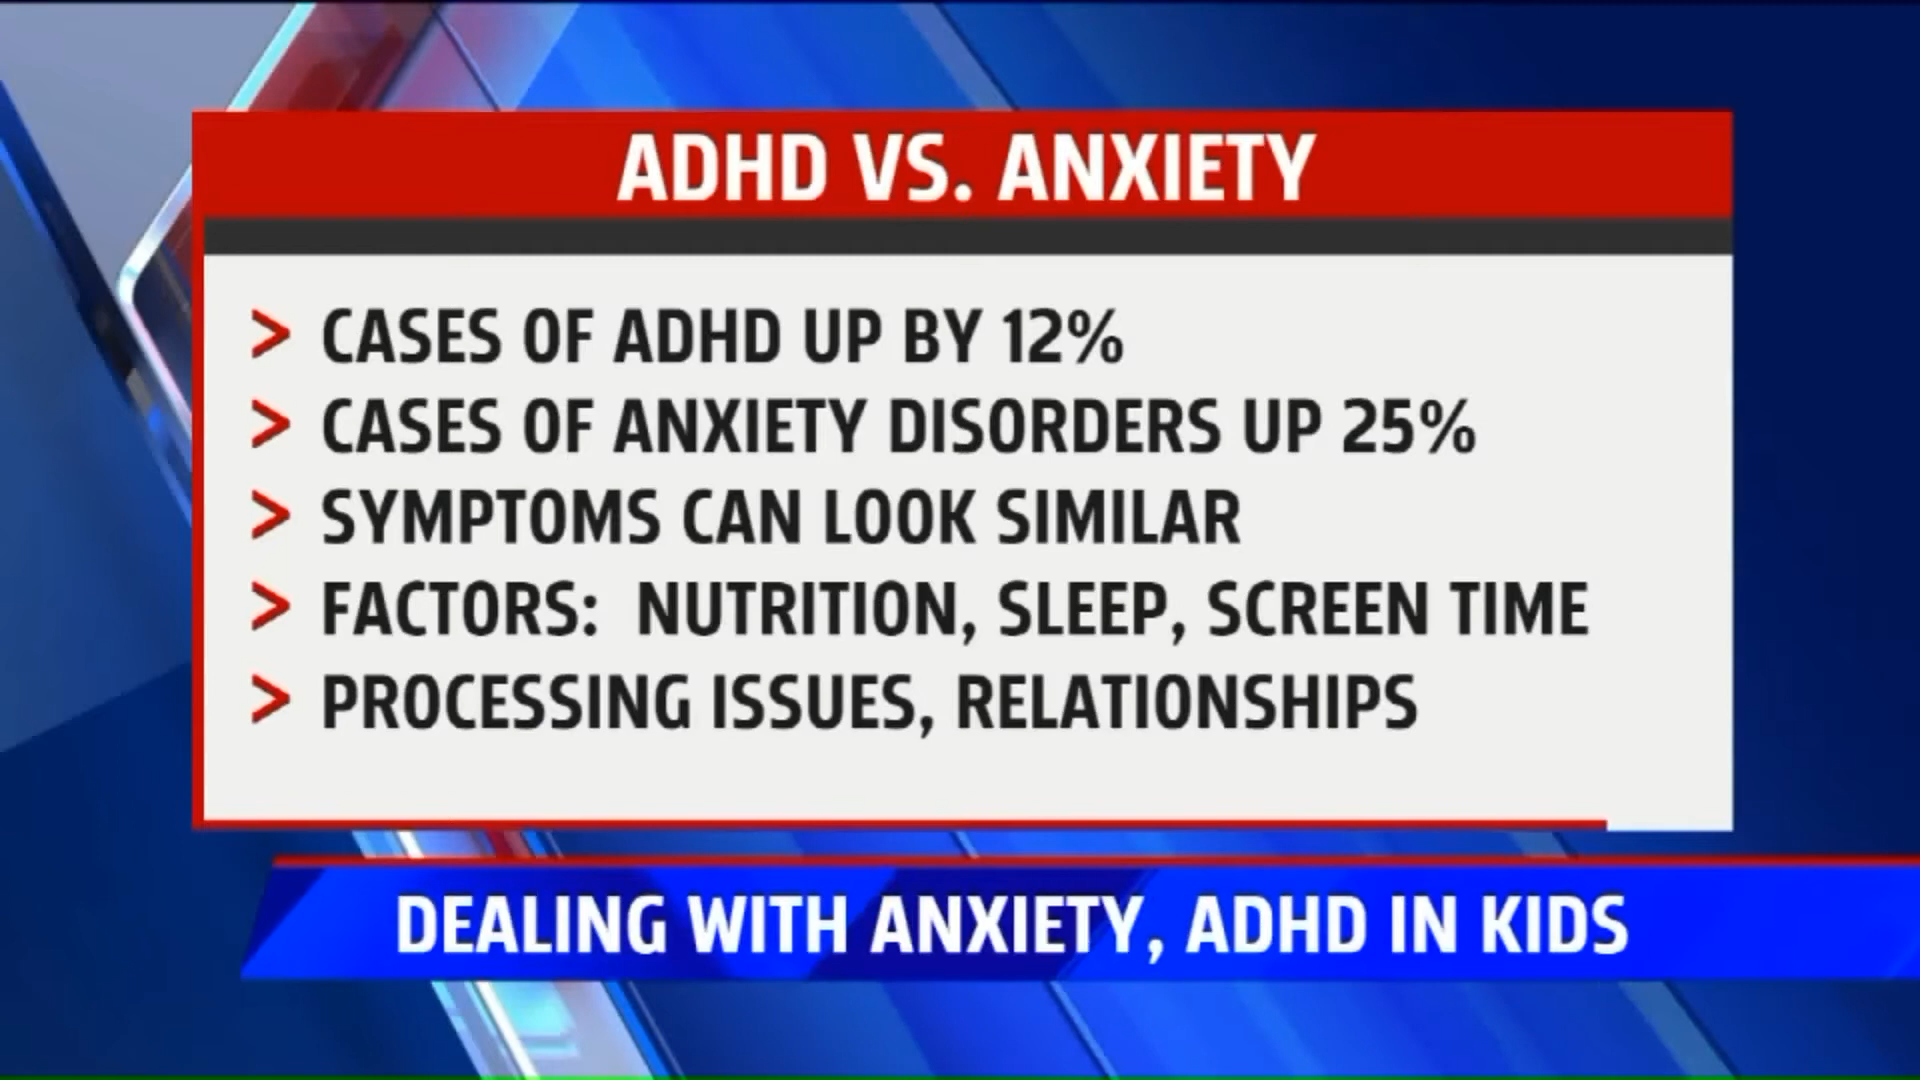 ADHD VS. ANXIETY
> CASES OF ADHD UP BY 12%
> CASES OF ANXIETY DISORDERS UP 25%
> SYMPTOMS CAN LOOK SIMILAR
> FACTORS: NUTRITION, SLEEP, SCREEN TIME
> PROCESSING ISSUES, RELATIONSHIPS
DEALING WITH ANXIETY, ADHD IN KIDS